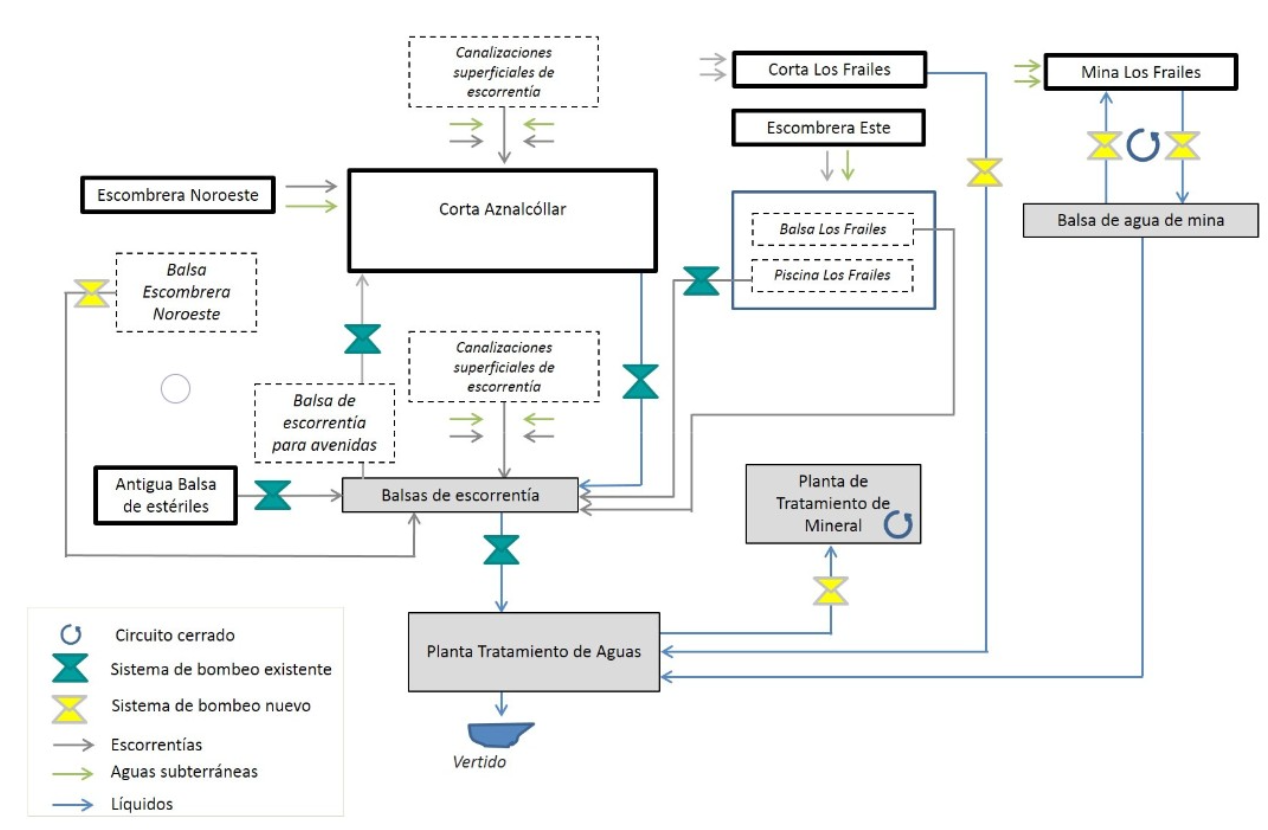 Canalizaciones
superficiales de
escorrentía
Corta Los Frailes
Mina Los Frailes
Escombrera Este
Escombrera Noroeste
Corta Aznalcóllar
Balsa Los Frailes
Balsa de agua de mina
Piscina Los Frailes
Balsa
Escombrera
Noroeste
Canalizaciones
superficiales de
escorrentía
Balsa de
escorrentía
para avenidas
Antigua Balsa
de estériles
Balsas de escorrentía
Planta de
Tratamiento de
Mineral
Planta Tratamiento de Aguas
Vertido
Circuito cerrado
Sistema de bombeo existente
Sistema de bombeo nuevo
Escorrentías
Aguas subterráneas
Líquidos